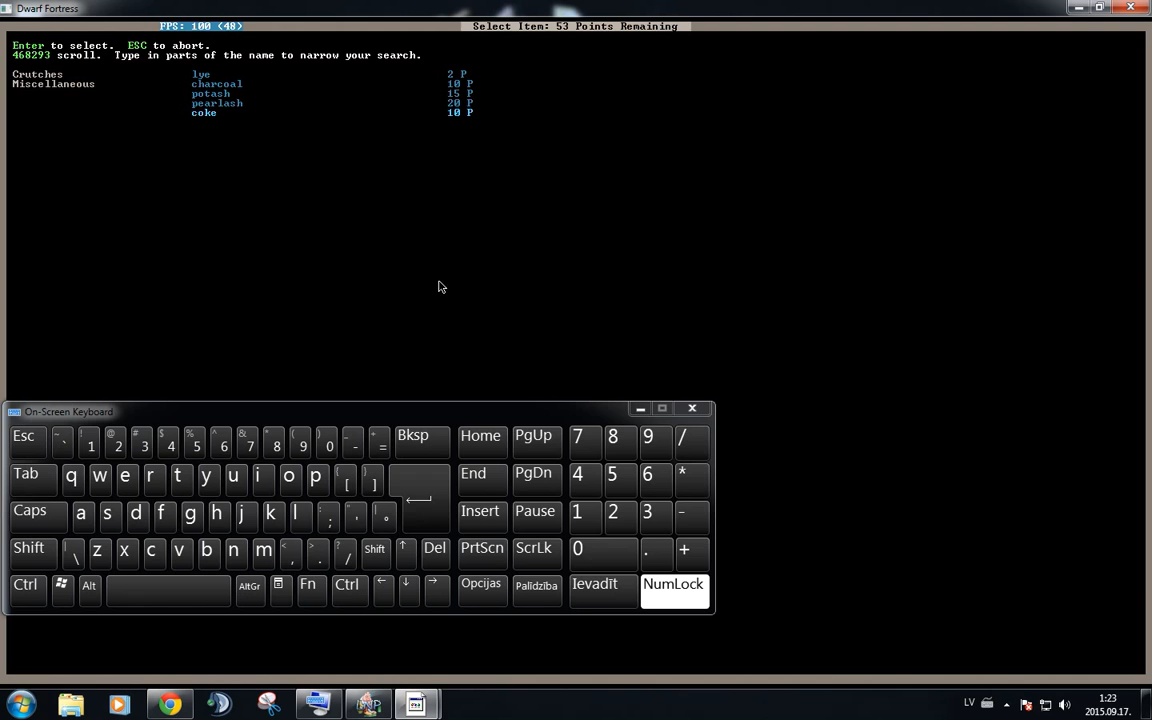 Dwarf Fortress
FPS: 100 (48)
Select Item: 53 Points Remaining
Enter to select. ESC to abort.
468293 scroll. Type in parts of the name to narrow your search.
Crutches lye 2 P
Miscellaneous charcoal 10 P
potash 15 P
pearlash 20 P
coke 10 P
On-Screen Keyboard
Esc ~ ` ! 1 @ 2 # 3 $ 4 % 5 ^ 6 & 7 * 8 ( 9 ) 0 _ - + = Bksp Home PgUp 7 8 9 /
Tab q w e r t y u i o p { [ } ] End PgDn 4 5 6 *
Caps a s d f g h j k l : ; " ' | ° Insert Pause 1 2 3 -
Shift | \ z x c v b n m < , > . ? / Shift ↑ Del PrtScn ScrLk 0 . +
Ctrl Alt AltGr Fn Ctrl ← ↓ → Opcijas Palīdzība Ievadīt NumLock
LV
1:23
2015.09.17.